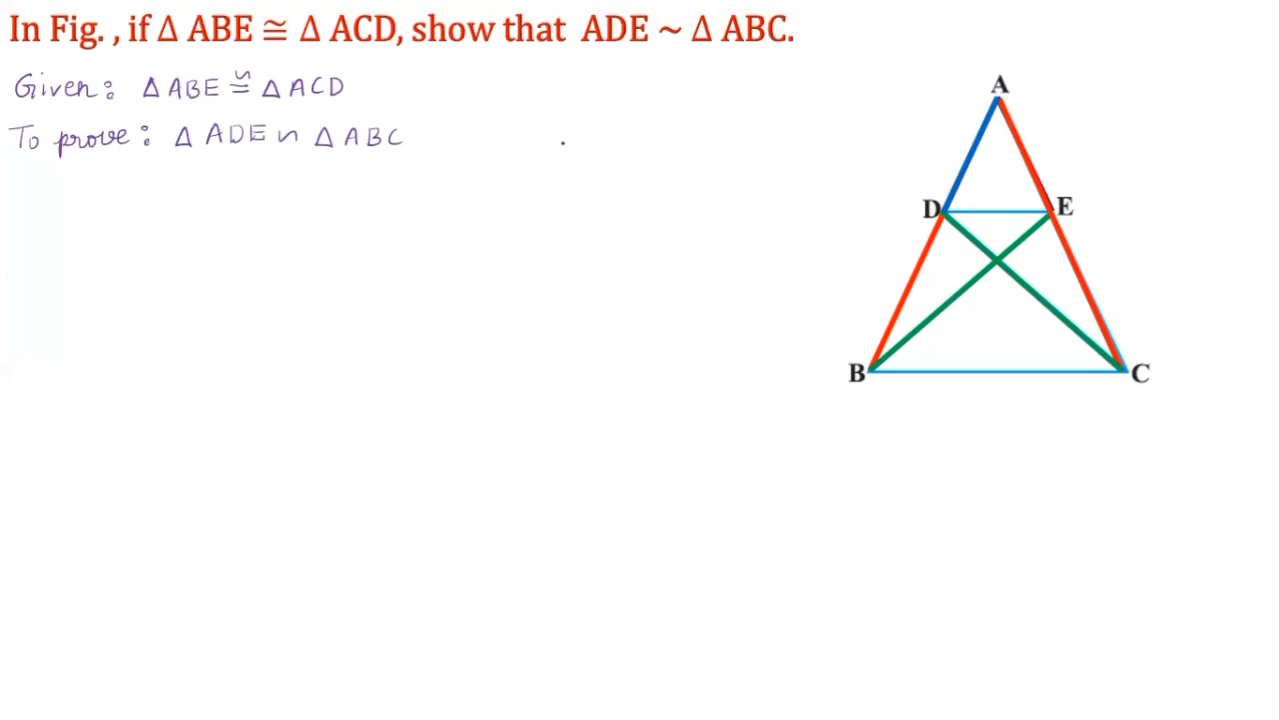 In Fig. , if Δ ABE ≅ Δ ACD, show that ADE ~ Δ ABC.
Given: Δ ABE ≅ Δ ACD
To prove: Δ ADE ∽ Δ ABC
A
D
E
B
C